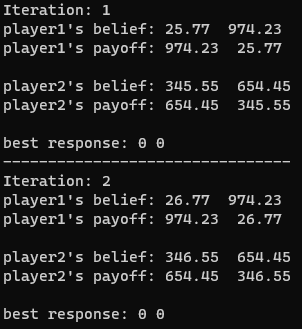 Iteration: 1
player1's belief: 25.77  974.23
player1's payoff: 974.23  25.77
player2's belief: 345.55  654.45
player2's payoff: 654.45  345.55
best response: 0 0
--------------------------------
Iteration: 2
player1's belief: 26.77  974.23
player1's payoff: 974.23  26.77
player2's belief: 346.55  654.45
player2's payoff: 654.45  346.55
best response: 0 0